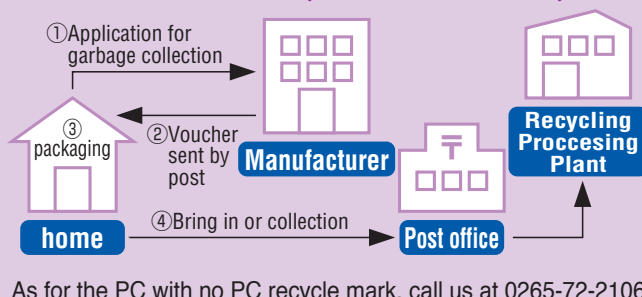 ①Application for
garbage collection
③
packaging
②Voucher
sent by
post
Manufacturer
〒
Recycling
Proccesing
Plant
④Bring in or collection
home
Post office
As for the PC with no PC recycle mark, call us at 0265-72-2106